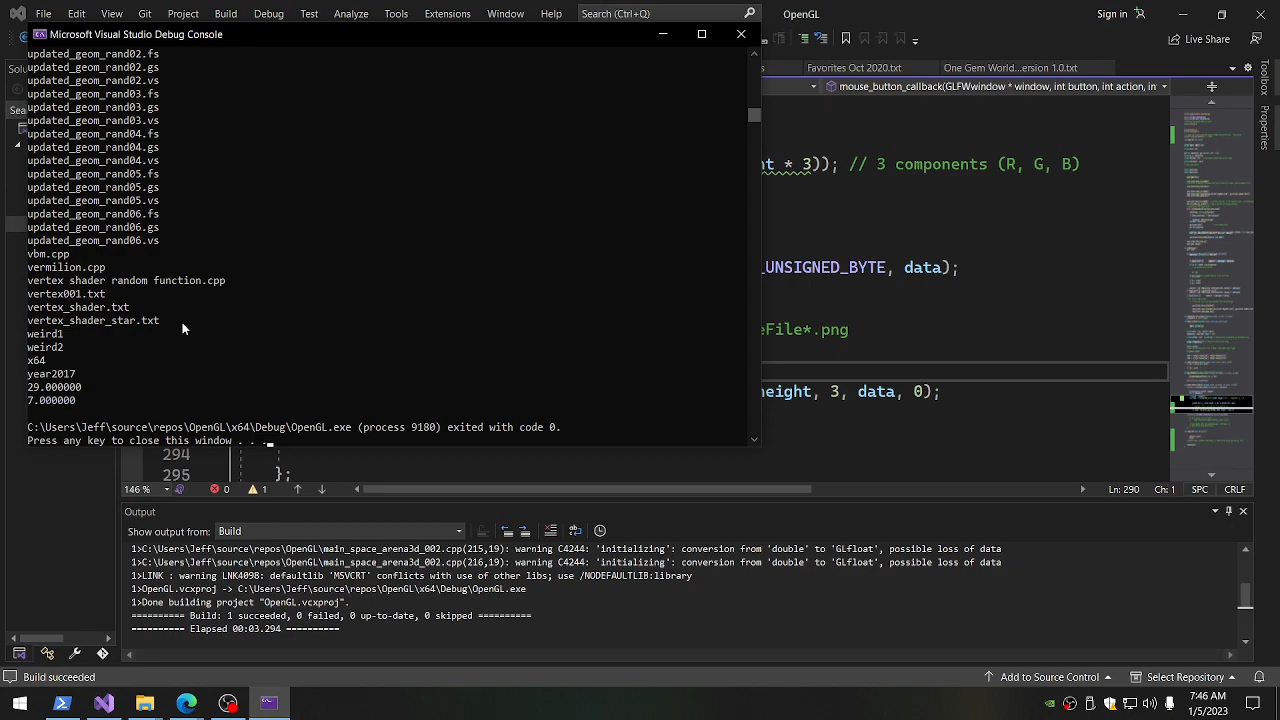 File Edit View Git Project Build Debug Test Analyze Tools Extensions Window Help Search (Ctrl+Q) OpenGL Sign in
Microsoft Visual Studio Debug Console
Live Share
Favorites OCT 2020.txt One Gem World...ersion 1.0.txt
mouse_button_callback(GLFWwindow * window, int button, int action, int
updated_geom_rand02.fs
updated_geom_rand02.gs
updated_geom_rand02.vs
updated_geom_rand03.fs
updated_geom_rand03.gs
updated_geom_rand03.vs
updated_geom_rand04.fs
updated_geom_rand04.gs
updated_geom_rand04.vs
updated_geom_rand05.fs
updated_geom_rand05.gs
updated_geom_rand05.vs
updated_geom_rand06.fs
updated_geom_rand06.gs
updated_geom_rand06.vs
vbm.cpp
vermilion.cpp
vertex shader random function.cpp
vertex001.txt
vertex_shader.txt
vertex_shader_star.txt
weird1
weird2
x64
year2017
29.000000
7.000000
C:\Users\Jeff\source\repos\OpenGL\x64\Debug\OpenGL.exe (process 9180) exited with code 0.
Press any key to close this window . . .
* 3)); // 3 components (R, G, B)
UNSIGNED_BYTE, data);
eFile*.png
height, 3, data, 0);
294
295 };
146 % 0 1 Ln: 290 Ch: 1 SPC CRLF
Output
Show output from: Build
1>C:\Users\Jeff\source\repos\OpenGL\main_space_arena3d_002.cpp(215,19): warning C4244: 'initializing': conversion from 'double' to 'GLfloat', possible loss of data
1>C:\Users\Jeff\source\repos\OpenGL\main_space_arena3d_002.cpp(215,19): warning C4244: 'initializing': conversion from 'double' to 'GLfloat', possible loss of data
1>LINK : warning LNK4098: defaultlib 'MSVCRT' conflicts with use of other libs; use /NODEFAULTLIB:library
1>OpenGL.vcxproj -> C:\Users\Jeff\source\repos\OpenGL\x64\Debug\OpenGL.exe
1>Done building project "OpenGL.vcxproj".
========== Build: 1 succeeded, 0 failed, 0 up-to-date, 0 skipped ==========
========== Elapsed 00:03.294 ==========
Build succeeded Add to Source Control Select Repository
7:46 AM
1/5/2023